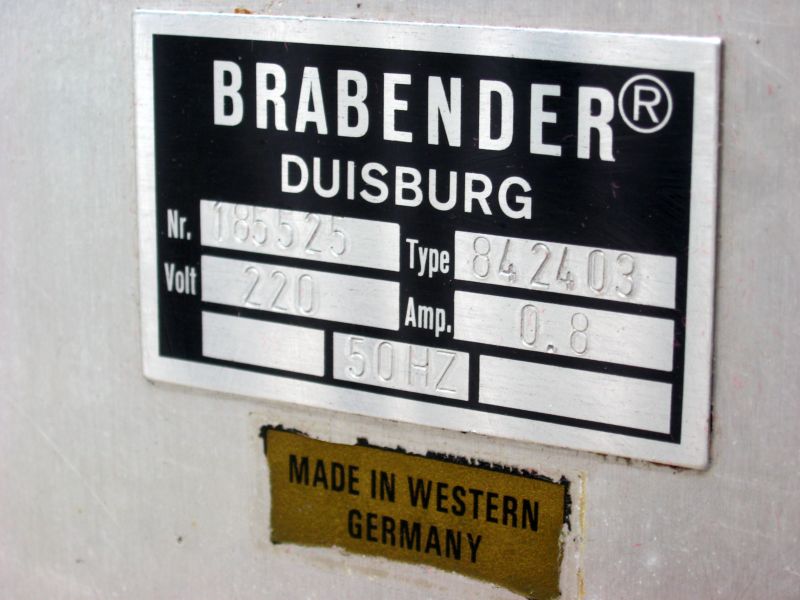 BRABENDER®
DUISBURG
Nr. 185525 Type 842403
Volt 220 Amp. 0.8
50HZ
MADE IN WESTERN
GERMANY